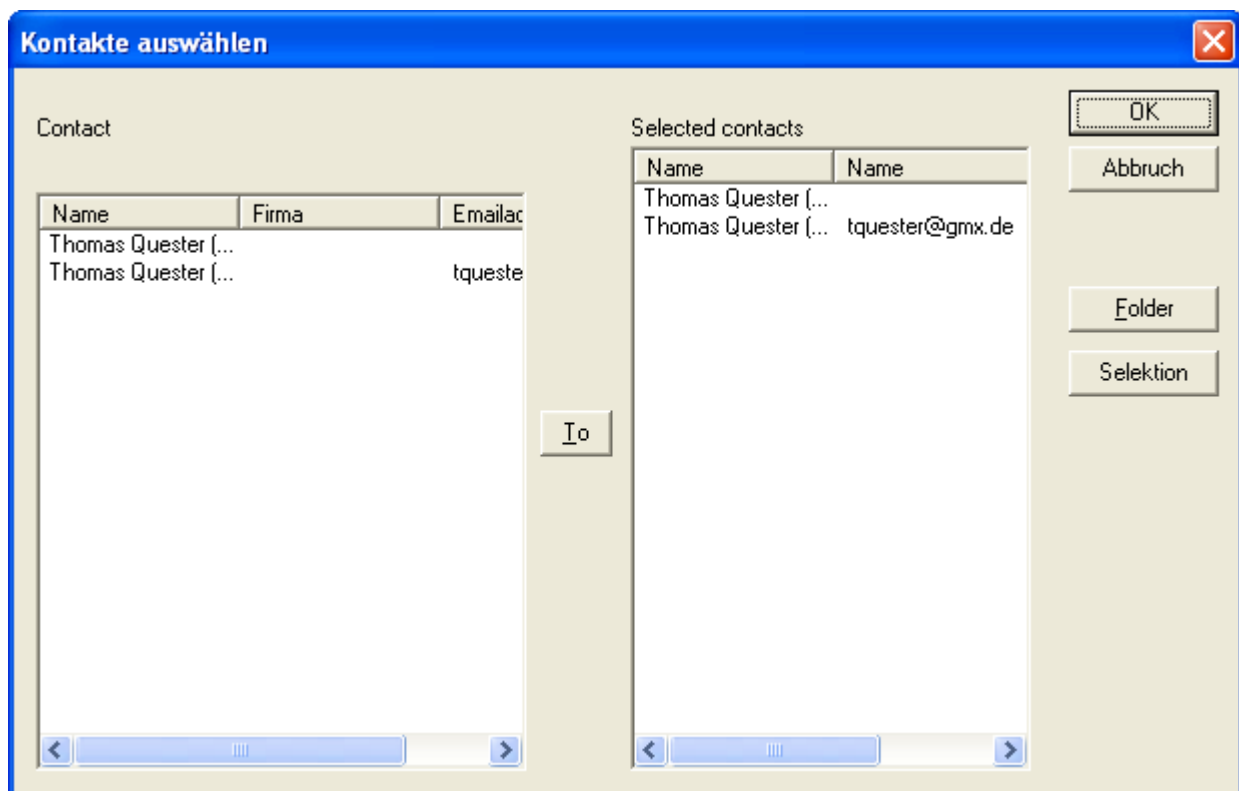 Kontakte auswählen
Contact
Name Firma Emailac
Thomas Quester (...
Thomas Quester (... tqueste
To
Selected contacts
Name Name
Thomas Quester (...
Thomas Quester (... tquester@gmx.de
OK
Abbruch
Folder
Selektion